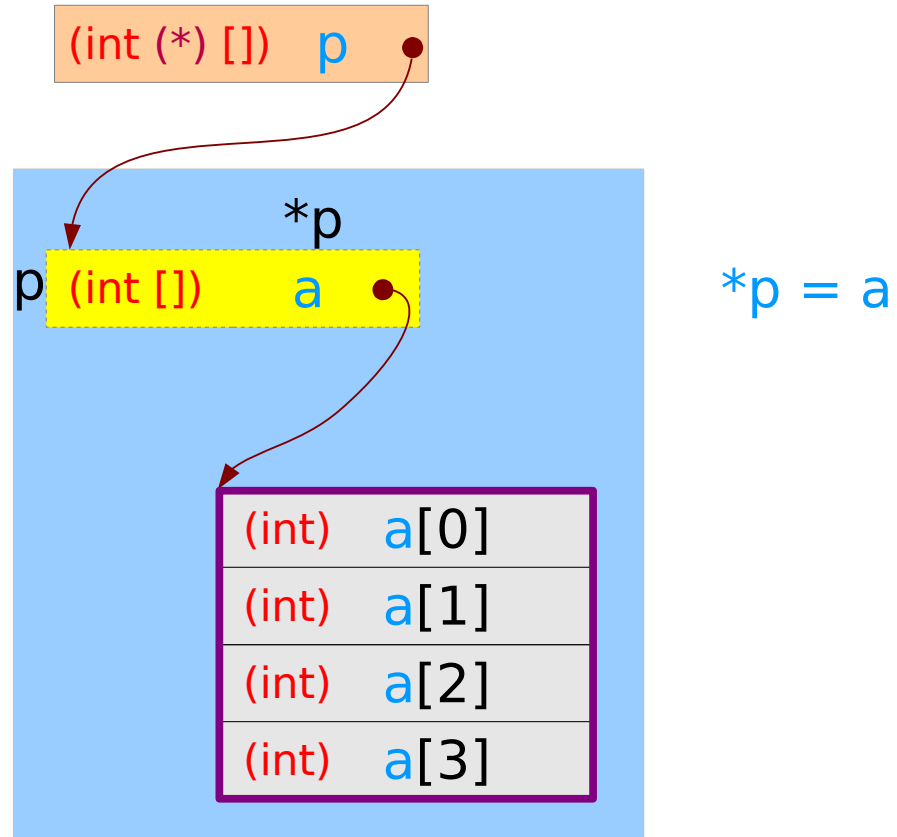 (int (*) []) p
*p
p (int []) a
*p = a
(int) a[0]
(int) a[1]
(int) a[2]
(int) a[3]